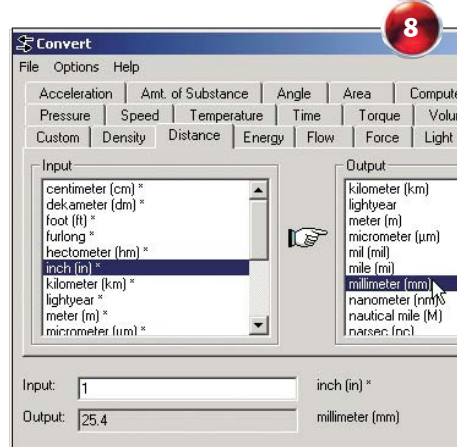 8
Convert
File Options Help
Acceleration Amt. of Substance Angle Area
Pressure Speed Temperature Time Torque
Custom Density Distance Energy Flow Force Light
Input Output
centimeter (cm) * kilometer (km)
dekameter (dm) * lightyear
foot (ft) * meter (m)
furlong * micrometer (µm)
hectometer (hm) * mil (mil)
inch (in) * mile (mi)
kilometer (km) * millimeter (mm)
lightyear * nanometer (nm)
meter (m) * nautical mile (M)
micrometer (µm) * parsec (pc)
Input: 1 inch (in) *
Output: 25.4 millimeter (mm)